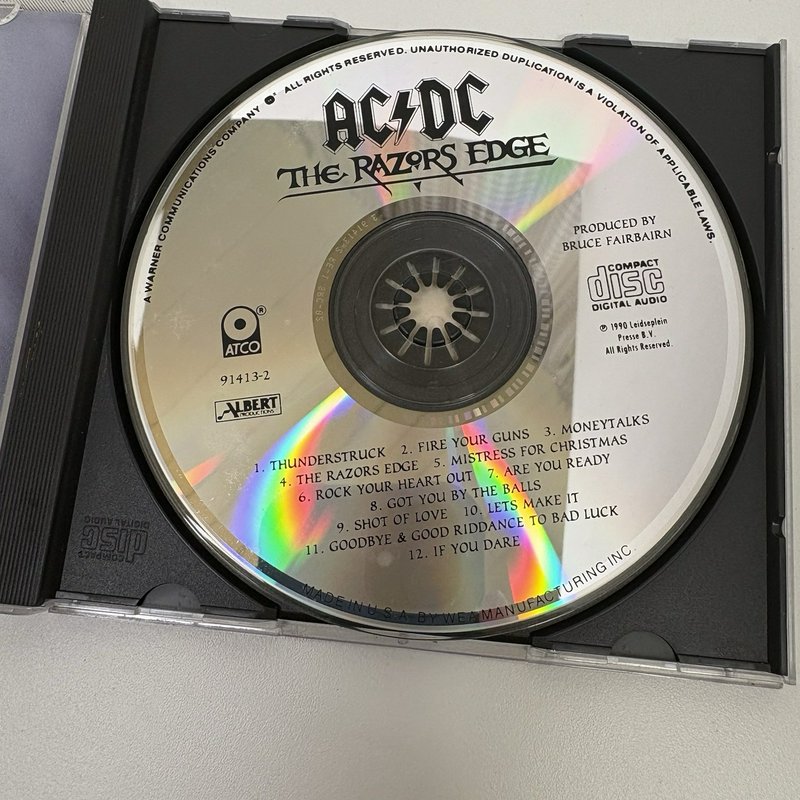 A WARNER COMMUNICATIONS COMPANY ALL RIGHTS RESERVED. UNAUTHORIZED DUPLICATION IS A VIOLATION OF APPLICABLE LAWS.
AC DC
THE RAZORS EDGE
PRODUCED BY
BRUCE FAIRBAIRN
COMPACT
disc
DIGITAL AUDIO
℗ 1990 Leidseplein
Presse B.V.
All Rights Reserved.
®
ATCO
91413-2
ALBERT
PRODUCTIONS
1. THUNDERSTRUCK 2. FIRE YOUR GUNS 3. MONEYTALKS
4. THE RAZORS EDGE 5. MISTRESS FOR CHRISTMAS
6. ROCK YOUR HEART OUT 7. ARE YOU READY
8. GOT YOU BY THE BALLS
9. SHOT OF LOVE 10. LETS MAKE IT
11. GOODBYE & GOOD RIDDANCE TO BAD LUCK
12. IF YOU DARE
MADE IN U.S.A. BY WEA MANUFACTURING INC.
COMPACT
disc
DIGITAL AUDIO